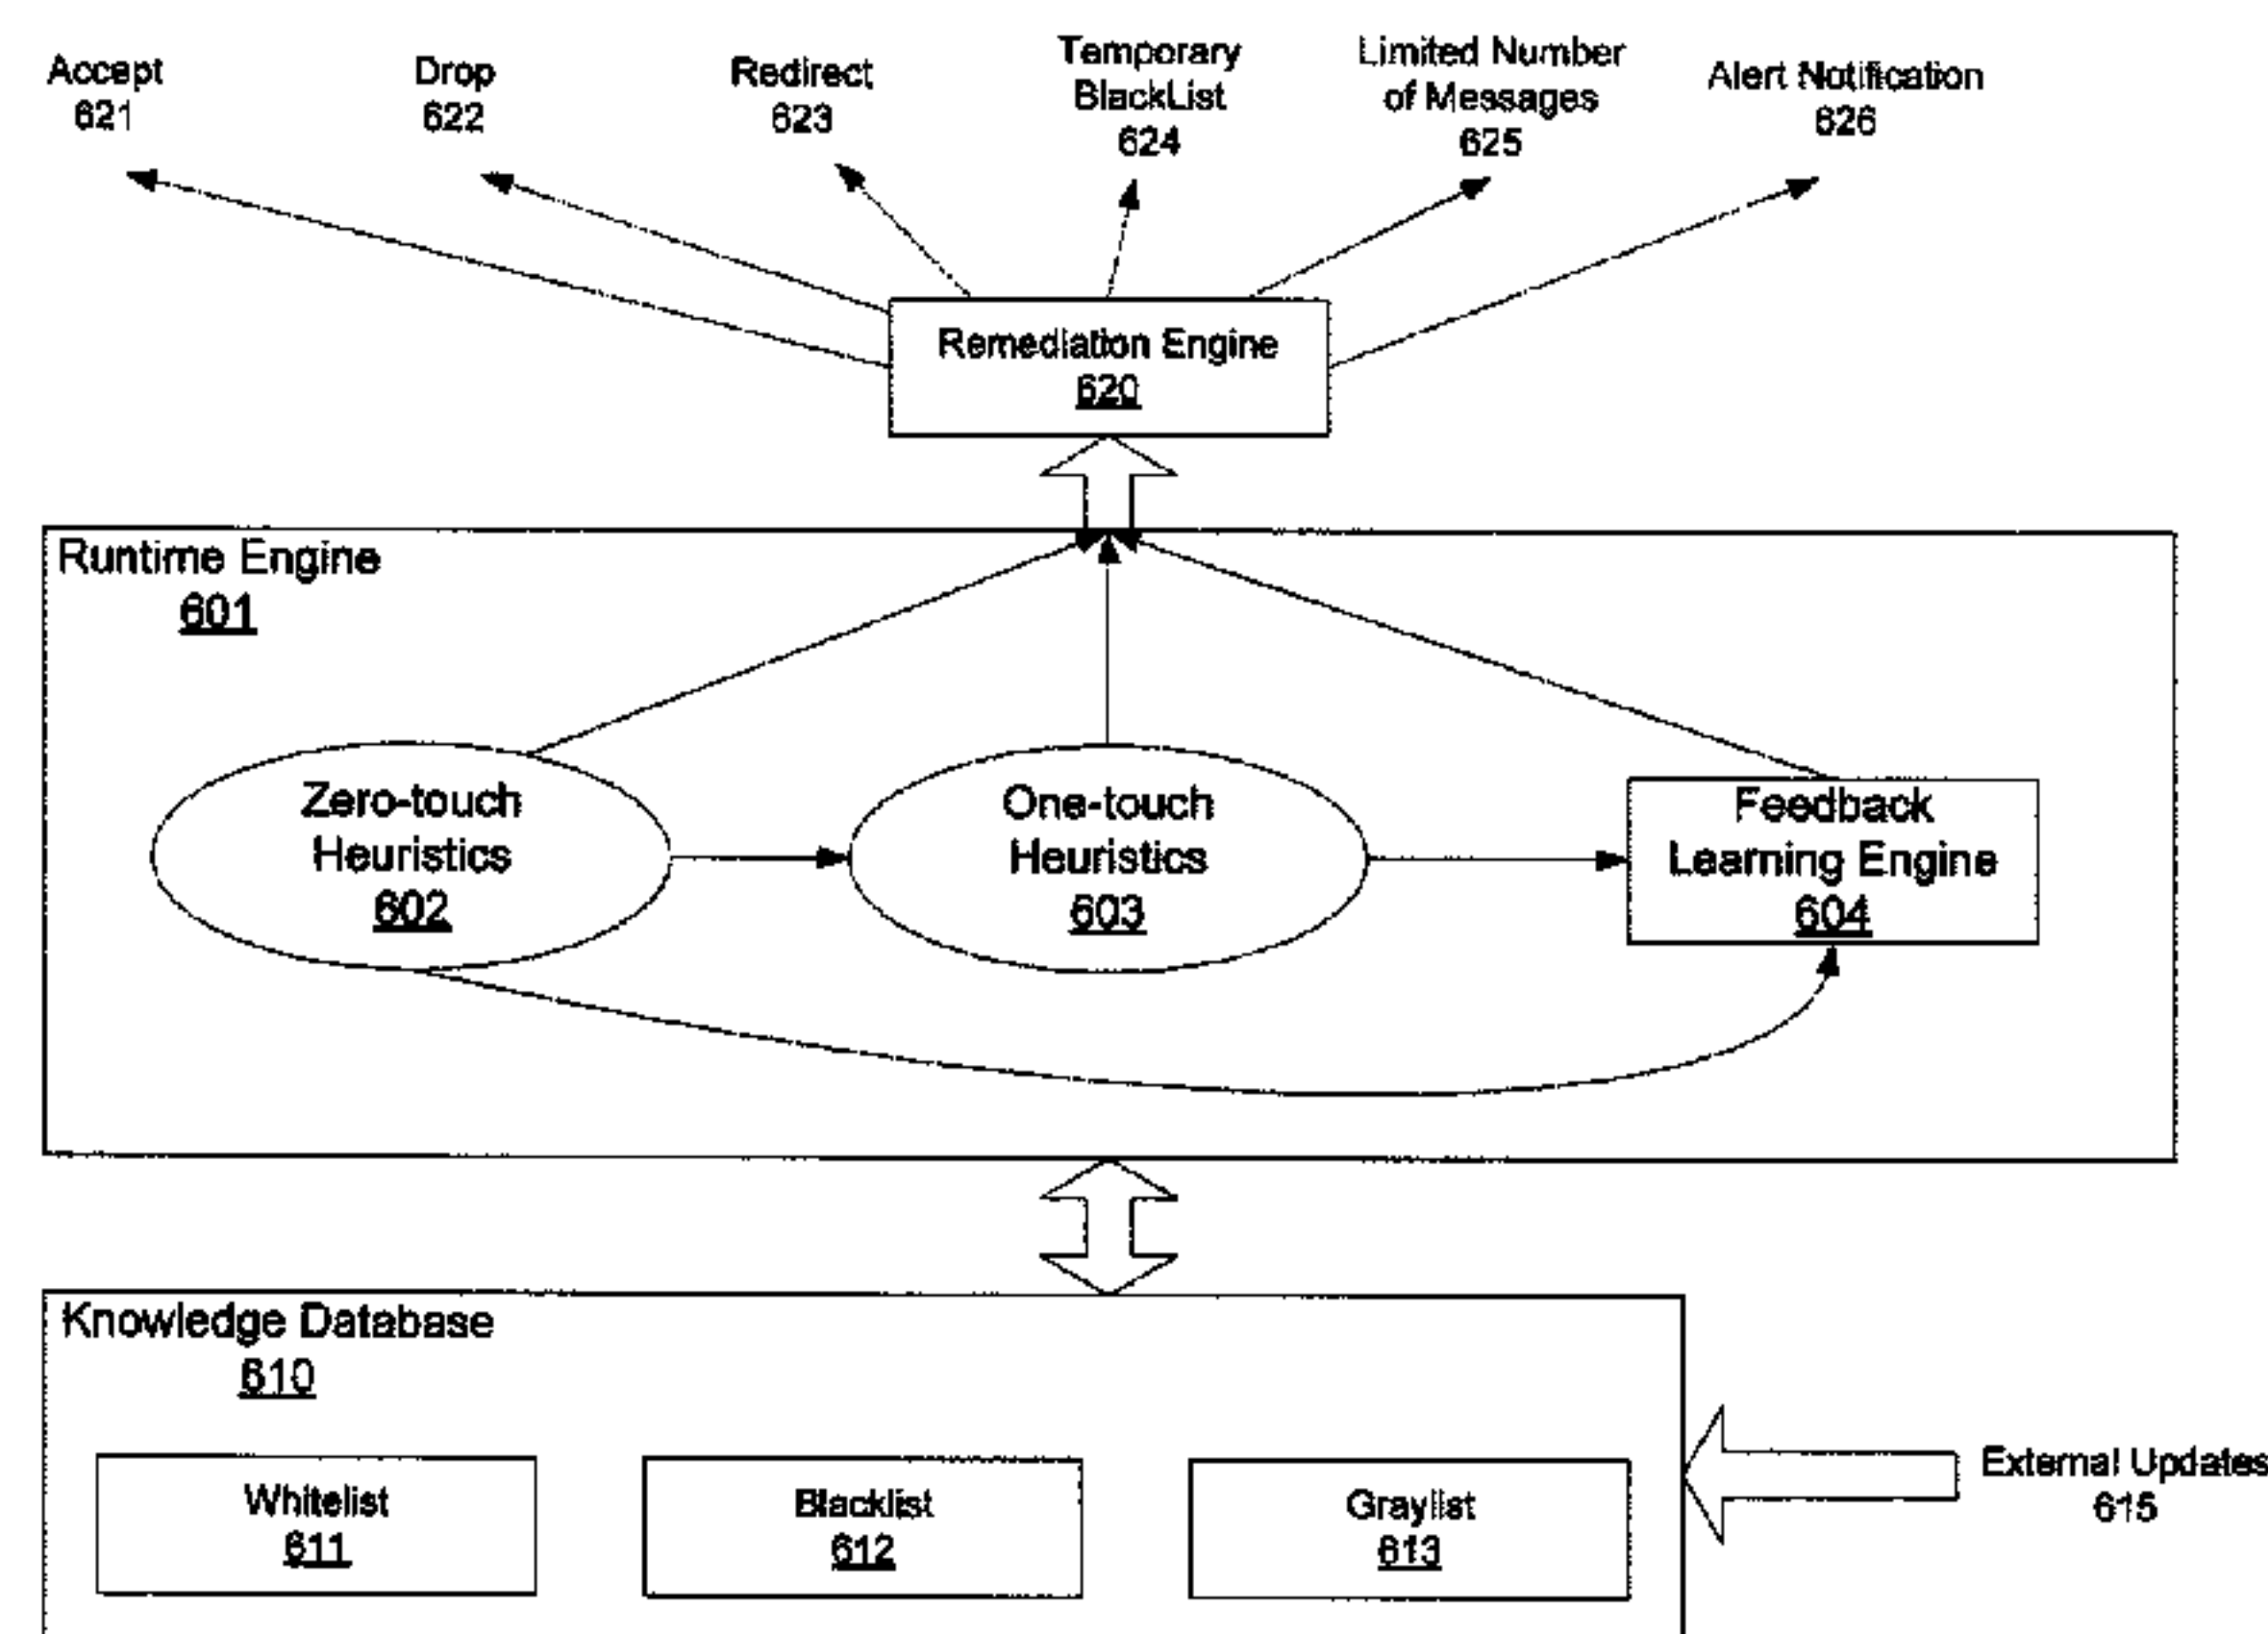 Accept
621
Drop
622
Redirect
623
Temporary
BlackList
624
Limited Number
of Messages
625
Alert Notification
626
Remediation Engine
620
Runtime Engine
601
Zero-touch
Heuristics
602
One-touch
Heuristics
603
Feedback
Learning Engine
604
Knowledge Database
610
Whitelist
611
Blacklist
612
Graylist
613
External Updates
615